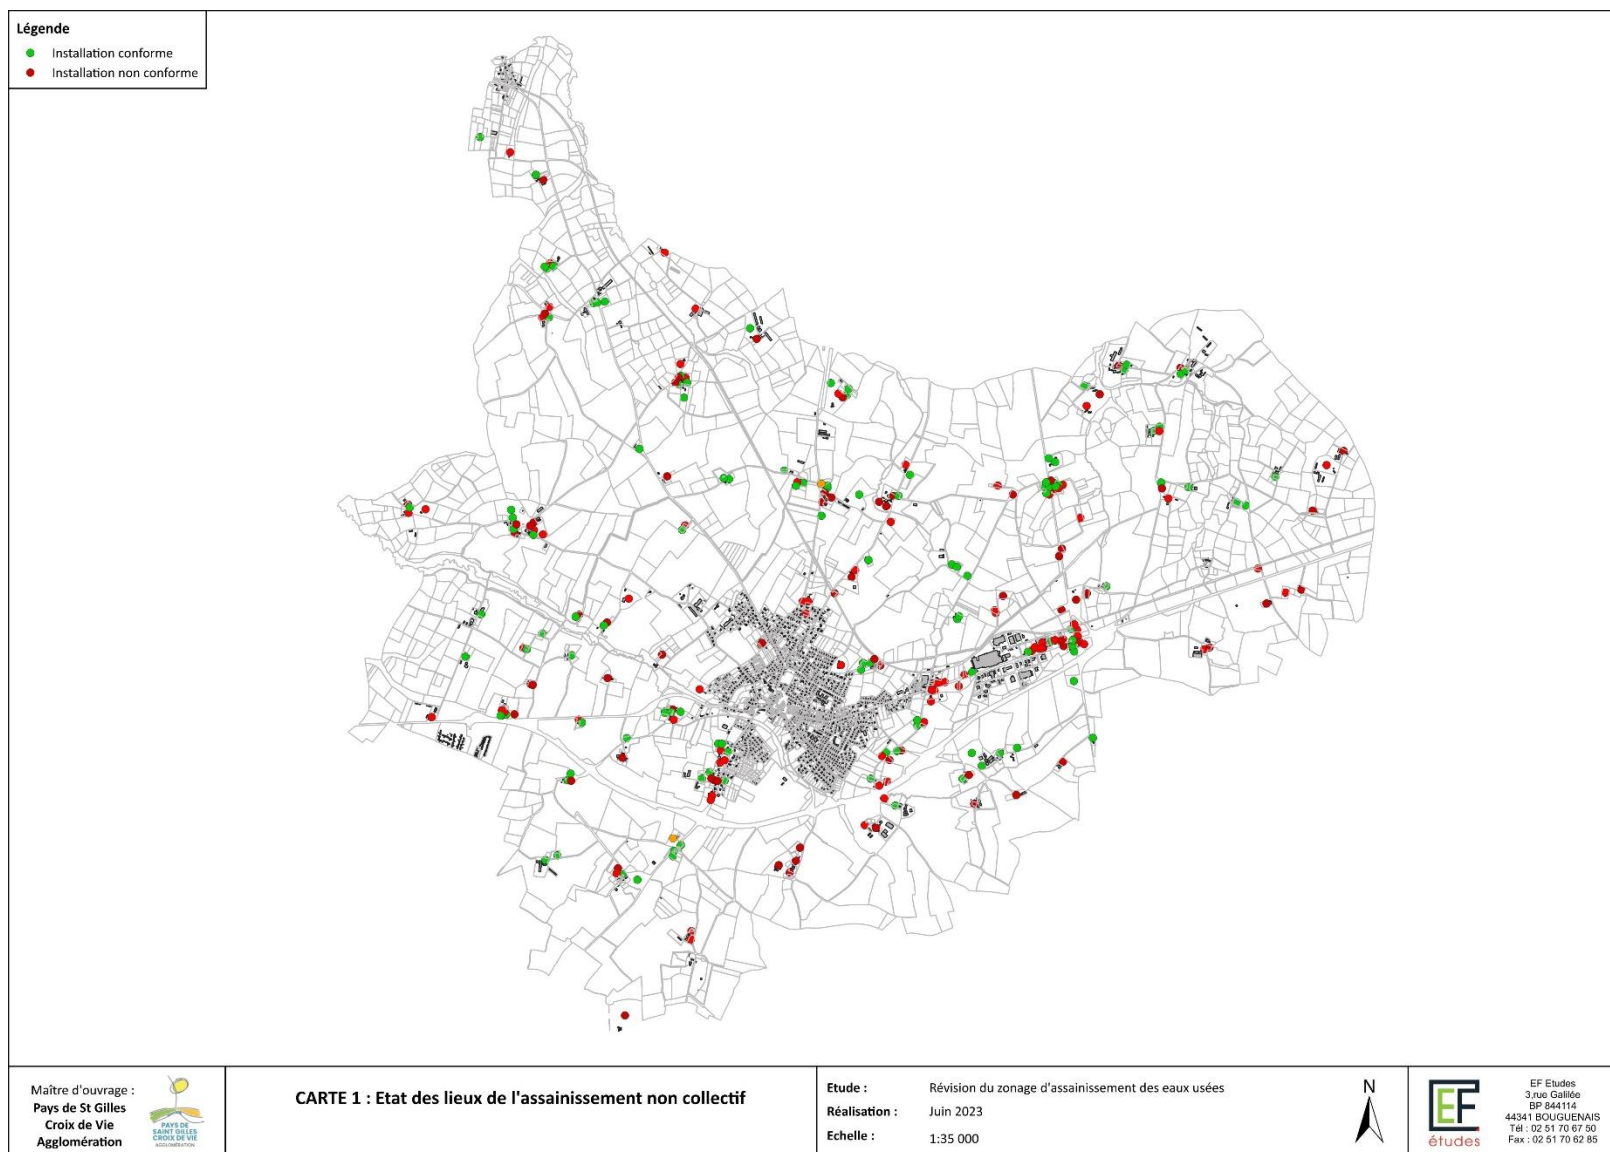 Légende
Installation conforme
Installation non conforme
Maître d'ouvrage :
Pays de St Gilles
Croix de Vie
Agglomération
PAYS DE
SAINT GILLES
CROIX DE VIE
AGGLOMÉRATION
CARTE 1 : Etat des lieux de l'assainissement non collectif
Etude : Révision du zonage d'assainissement des eaux usées
Réalisation : Juin 2023
Echelle : 1:35 000
N
EF
études
EF Etudes
3,rue Galilée
BP 844114
44341 BOUGUENAIS
Tél : 02 51 70 67 50
Fax : 02 51 70 62 85